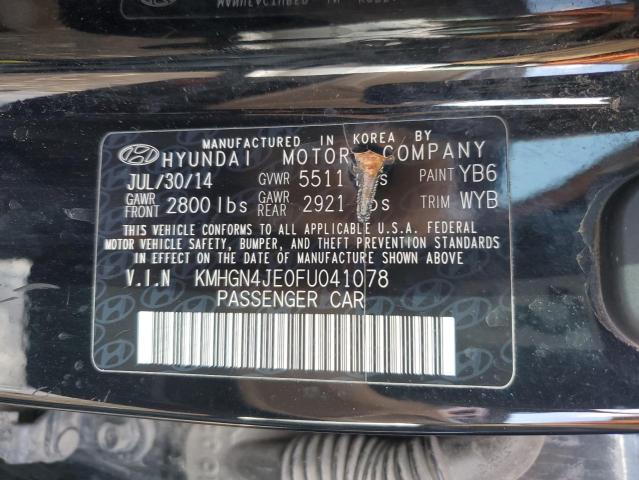 MANUFACTURED IN KOREA BY
HYUNDAI MOTOR COMPANY
JUL/30/14 GVWR 5511 PAINT YB6
GAWR FRONT 2800 lbs GAWR REAR 2921 lbs TRIM WYB
THIS VEHICLE CONFORMS TO ALL APPLICABLE U.S.A. FEDERAL
MOTOR VEHICLE SAFETY, BUMPER, AND THEFT PREVENTION STANDARDS
IN EFFECT ON THE DATE OF MANUFACTURE SHOWN ABOVE
V.I.N KMHGN4JE0FU041078
PASSENGER CAR